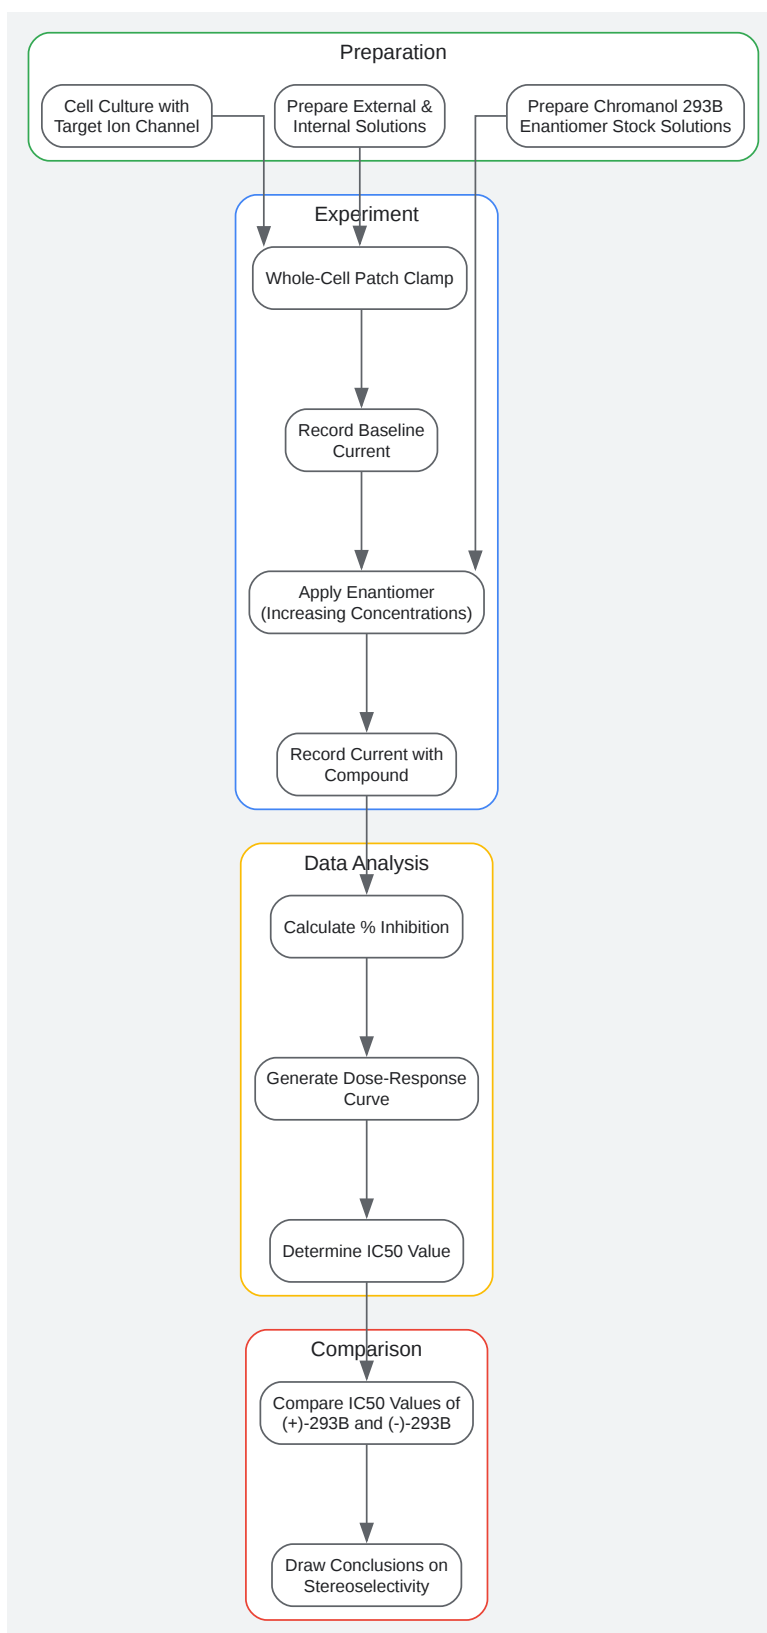 Preparation
Cell Culture with
Target Ion Channel
Prepare External &
Internal Solutions
Prepare Chromanol 293B
Enantiomer Stock Solutions
Experiment
Whole-Cell Patch Clamp
Record Baseline
Current
Apply Enantiomer
(Increasing Concentrations)
Record Current with
Compound
Data Analysis
Calculate % Inhibition
Generate Dose-Response
Curve
Determine IC50 Value
Comparison
Compare IC50 Values of
(+)-293B and (-)-293B
Draw Conclusions on
Stereoselectivity